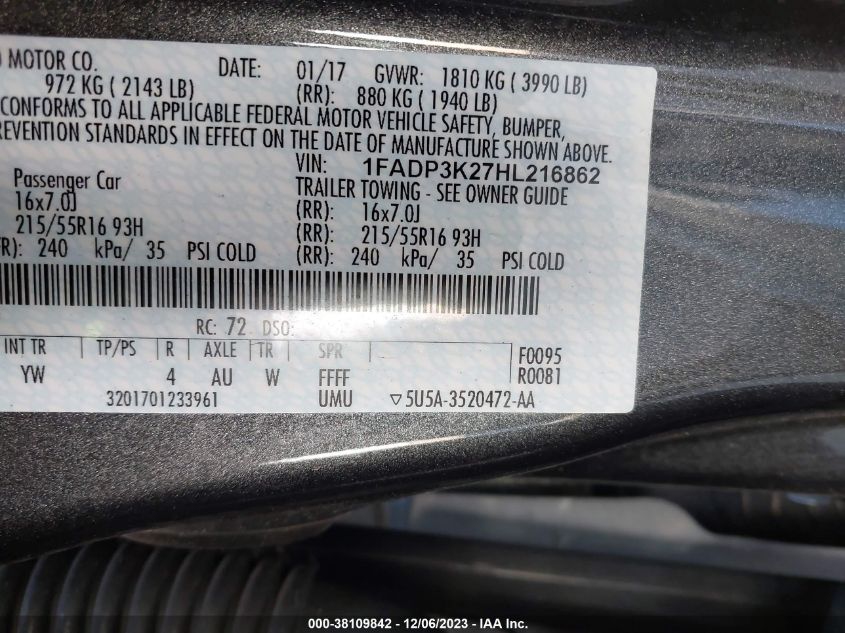 MOTOR CO. DATE: 01/17 GVWR: 1810 KG ( 3990 LB)
972 KG ( 2143 LB) (RR): 880 KG ( 1940 LB)
CONFORMS TO ALL APPLICABLE FEDERAL MOTOR VEHICLE SAFETY, BUMPER,
REVENTION STANDARDS IN EFFECT ON THE DATE OF MANUFACTURE SHOWN ABOVE.
VIN: 1FADP3K27HL216862
Passenger Car TRAILER TOWING - SEE OWNER GUIDE
16x7.0J (RR): 16x7.0J
215/55R16 93H (RR): 215/55R16 93H
R): 240 kPa/ 35 PSI COLD (RR): 240 kPa/ 35 PSI COLD
RC: 72 DSO:
INT TR TP/PS R AXLE TR SPR F0095
YW 4 AU W FFFF R0081
3201701233961 UMU ▽5U5A-3520472-AA
000-38109842 - 12/06/2023 - IAA Inc.